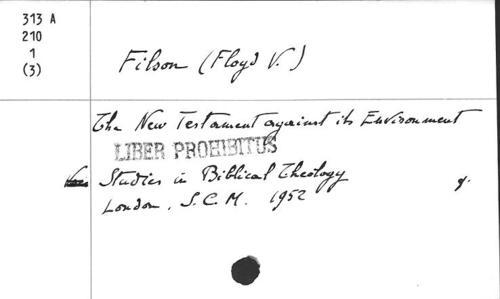 313 A
210
1
(3)
Filson (Floyd V.)
The New Testament against its Environment
LIBER PROHIBITUS
Studies in Biblical Theology
g.
London, S.C.M. 1952